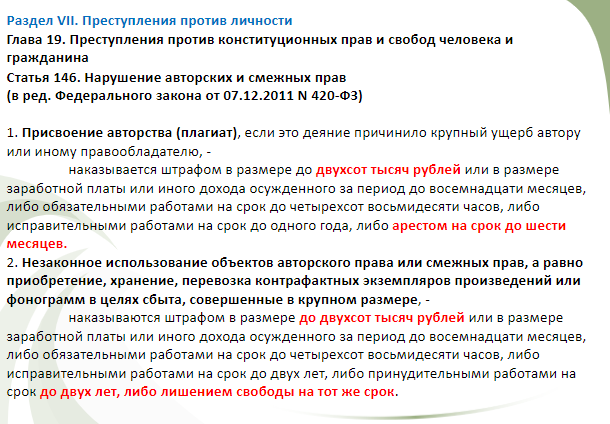 Раздел VII. Преступления против личности
Глава 19. Преступления против конституционных прав и свобод человека и
гражданина
Статья 146. Нарушение авторских и смежных прав
(в ред. Федерального закона от 07.12.2011 N 420-ФЗ)
1. Присвоение авторства (плагиат), если это деяние причинило крупный ущерб автору
или иному правообладателю, -
наказывается штрафом в размере до двухсот тысяч рублей или в размере
заработной платы или иного дохода осужденного за период до восемнадцати месяцев,
либо обязательными работами на срок до четырехсот восьмидесяти часов, либо
исправительными работами на срок до одного года, либо арестом на срок до шести
месяцев.
2. Незаконное использование объектов авторского права или смежных прав, а равно
приобретение, хранение, перевозка контрафактных экземпляров произведений или
фонограмм в целях сбыта, совершенные в крупном размере, -
наказываются штрафом в размере до двухсот тысяч рублей или в размере
заработной платы или иного дохода осужденного за период до восемнадцати месяцев,
либо обязательными работами на срок до четырехсот восьмидесяти часов, либо
исправительными работами на срок до двух лет, либо принудительными работами на
срок до двух лет, либо лишением свободы на тот же срок.